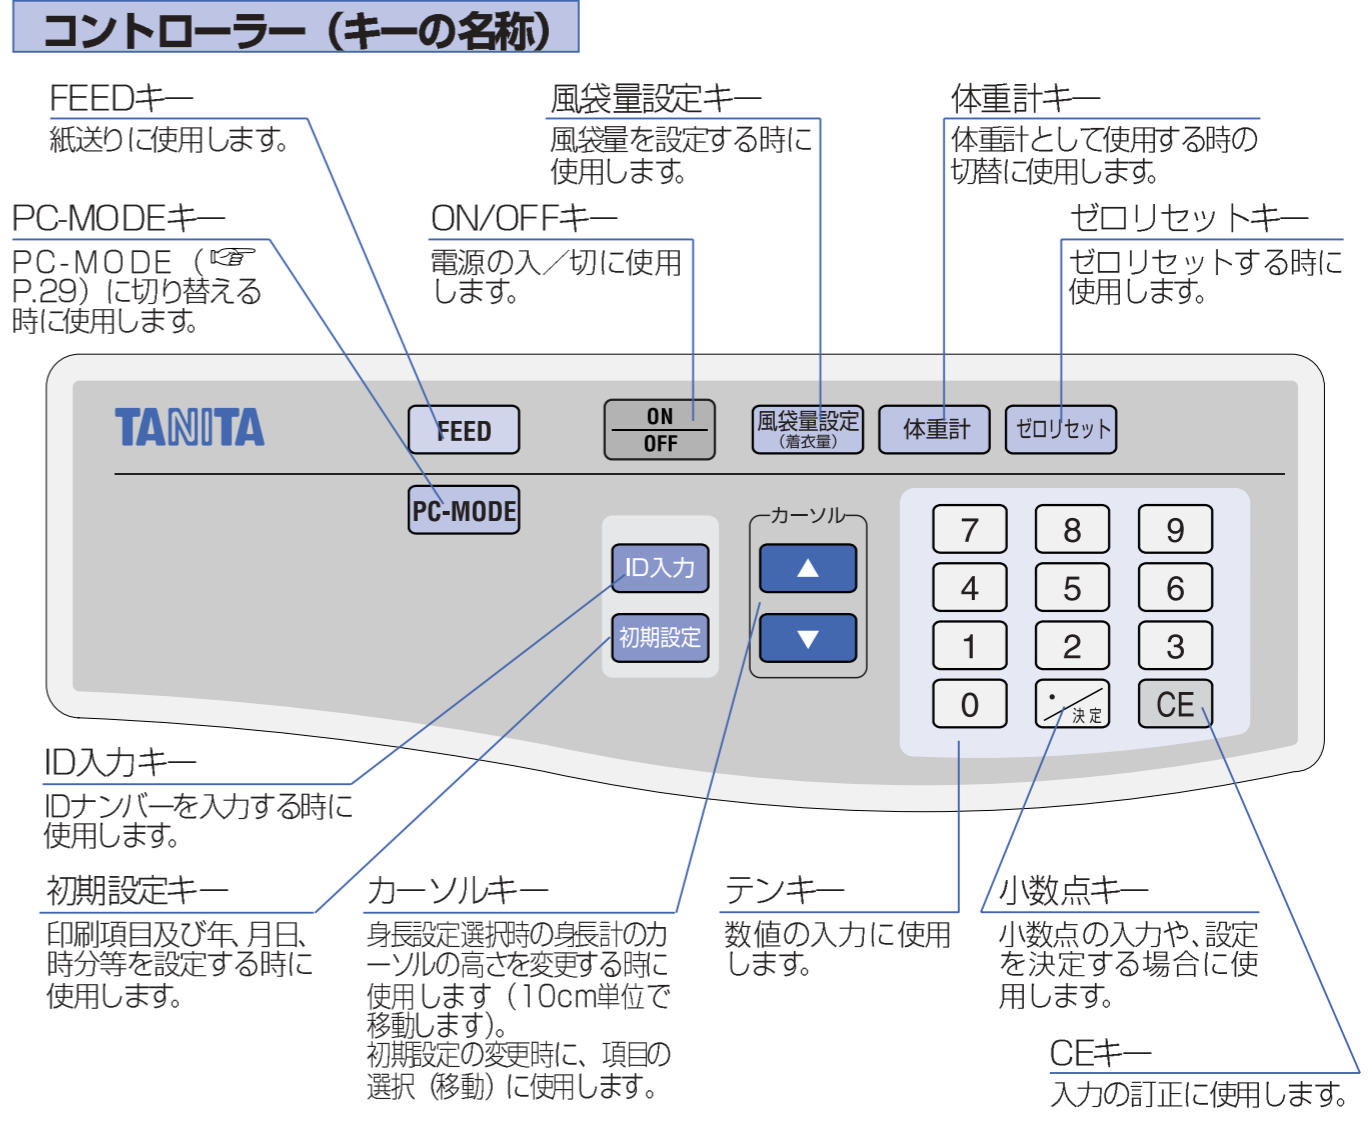 コントローラー（キーの名称）
FEEDキー
紙送りに使用します。
風袋量設定キー
風袋量を設定する時に
使用します。
体重計キー
体重計として使用する時の
切替に使用します。
PC-MODEキー
PC-MODE（☞
P.29）に切り替える
時に使用します。
ON/OFFキー
電源の入／切に使用
します。
ゼロリセットキー
ゼロリセットする時に
使用します。
TANITA
FEED
ON
OFF
風袋量設定
（着衣量）
体重計
ゼロリセット
PC-MODE
ID入力
初期設定
カーソル
▲
▼
7 8 9
4 5 6
1 2 3
0 ・／決定 CE
ID入力キー
IDナンバーを入力する時に
使用します。
初期設定キー
印刷項目及び年、月日、
時分等を設定する時に
使用します。
カーソルキー
身長設定選択時の身長計のカ
ーソルの高さを変更する時に
使用します（10cm単位で
移動します）。
初期設定の変更時に、項目の
選択（移動）に使用します。
テンキー
数値の入力に使用
します。
小数点キー
小数点の入力や、設定
を決定する場合に使
用します。
CEキー
入力の訂正に使用します。